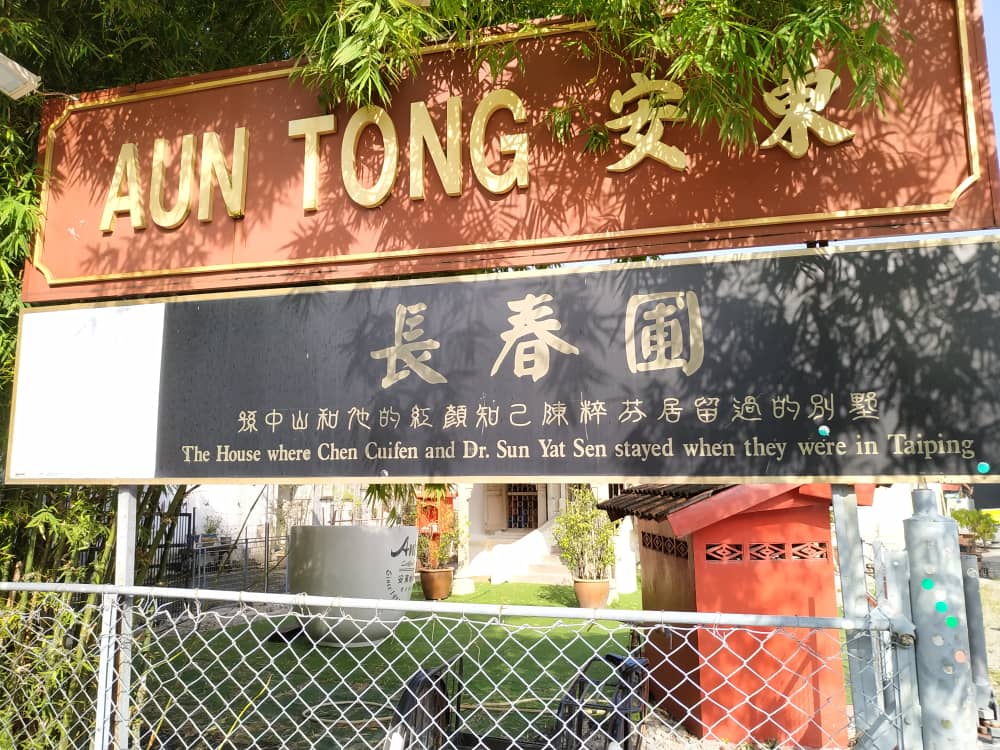 AUN TONG 安東
長春圃
孫中山和他的紅顏知己陳粹芬居留過的別墅
The House where Chen Cuifen and Dr. Sun Yat Sen stayed when they were in Taiping